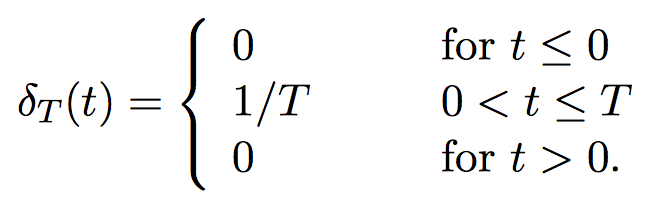 0 for t ≤ 0
δ_T(t) = { 1/T 0 < t ≤ T
0 for t > 0.